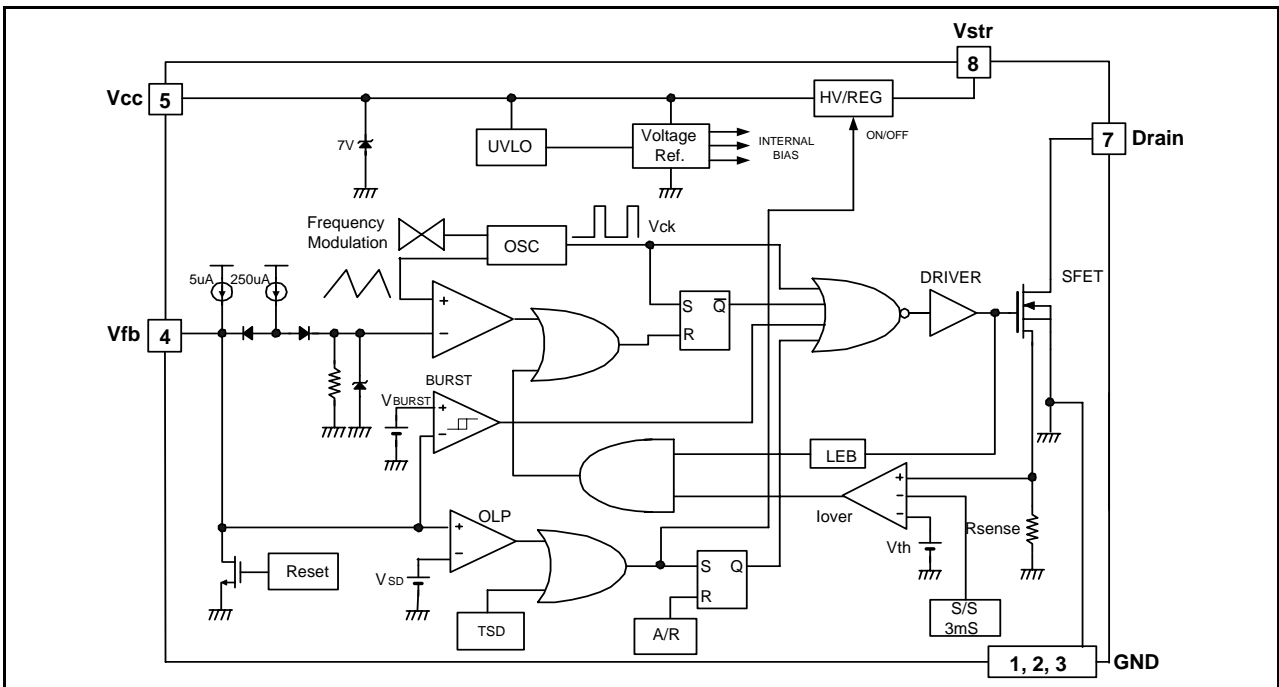 Vstr
8
Vcc
5
HV/REG
7V
UVLO
Voltage
Ref.
INTERNAL
BIAS
ON/OFF
7
Drain
Frequency
Modulation
OSC
Vck
5uA
250uA
DRIVER
SFET
+
S
Q
R
Vfb
4
−
BURST
VBURST
+
−
LEB
+
−
−
Iover
Rsense
OLP
+
−
Vth
VSD
Reset
S
Q
R
TSD
A/R
S/S
3mS
1, 2, 3
GND